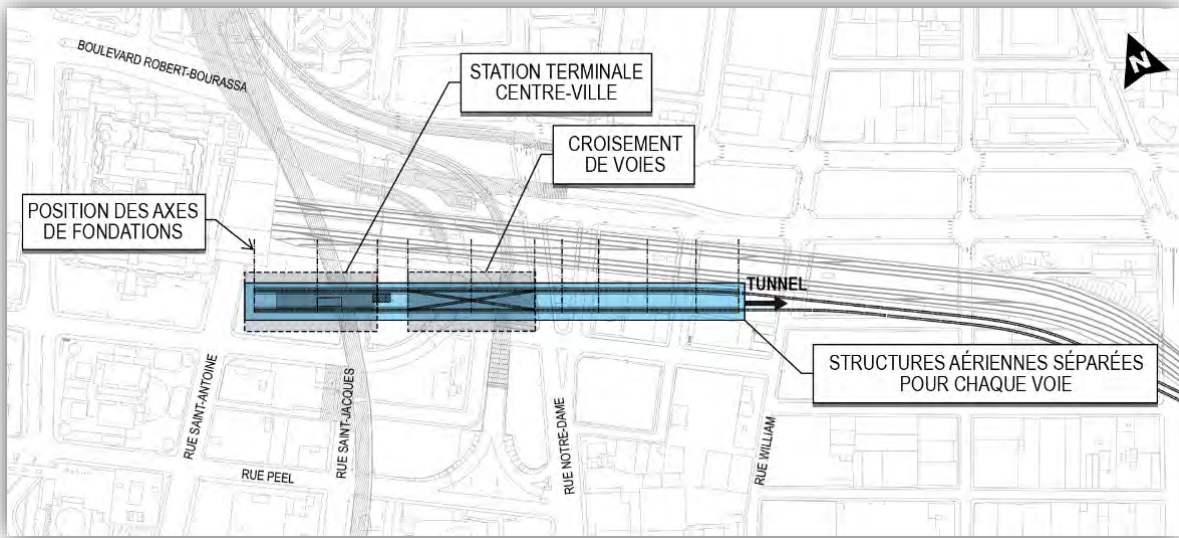 BOULEVARD ROBERT-BOURASSA
STATION TERMINALE
CENTRE-VILLE
N
CROISEMENT
DE VOIES
POSITION DES AXES
DE FONDATIONS
TUNNEL
STRUCTURES AÉRIENNES SÉPARÉES
POUR CHAQUE VOIE
RUE SAINT-ANTOINE
RUE SAINT-JACQUES
RUE PEEL
RUE NOTRE-DAME
RUE WILLIAM